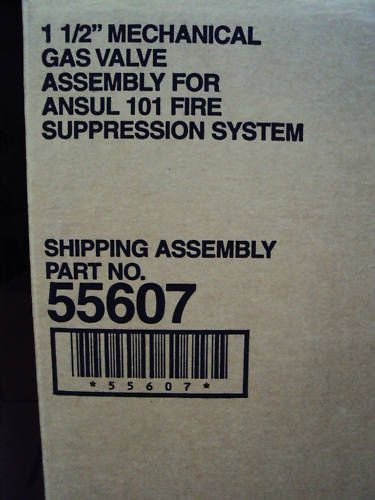 1 1/2” MECHANICAL
GAS VALVE
ASSEMBLY FOR
ANSUL 101 FIRE
SUPPRESSION SYSTEM
SHIPPING ASSEMBLY
PART NO.
55607
*55607*